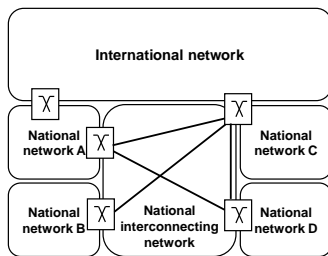 International network
National
network A
National
network C
National
network B
National
interconnecting
network
National
network D